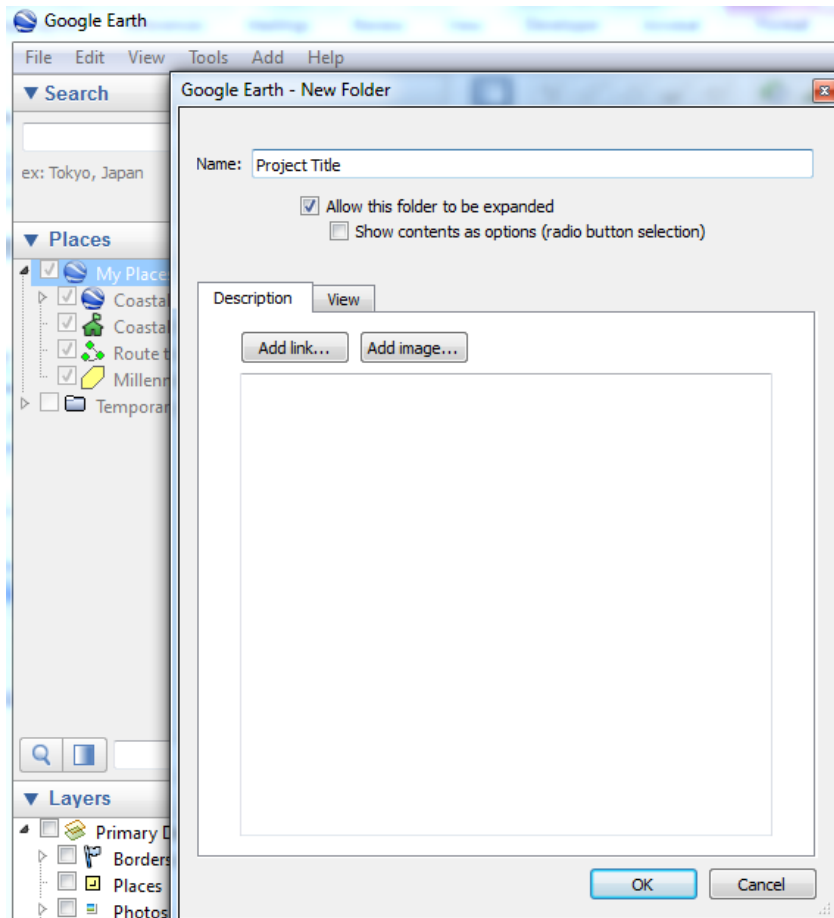 Google Earth
File Edit View Tools Add Help
Search
ex: Tokyo, Japan
Places
My Place
Coastal
Coastal
Route t
Millenn
Temporar
Layers
Primary D
Borders
Places
Photos
Google Earth - New Folder
Name: Project Title
Allow this folder to be expanded
Show contents as options (radio button selection)
Description View
Add link... Add image...
OK Cancel